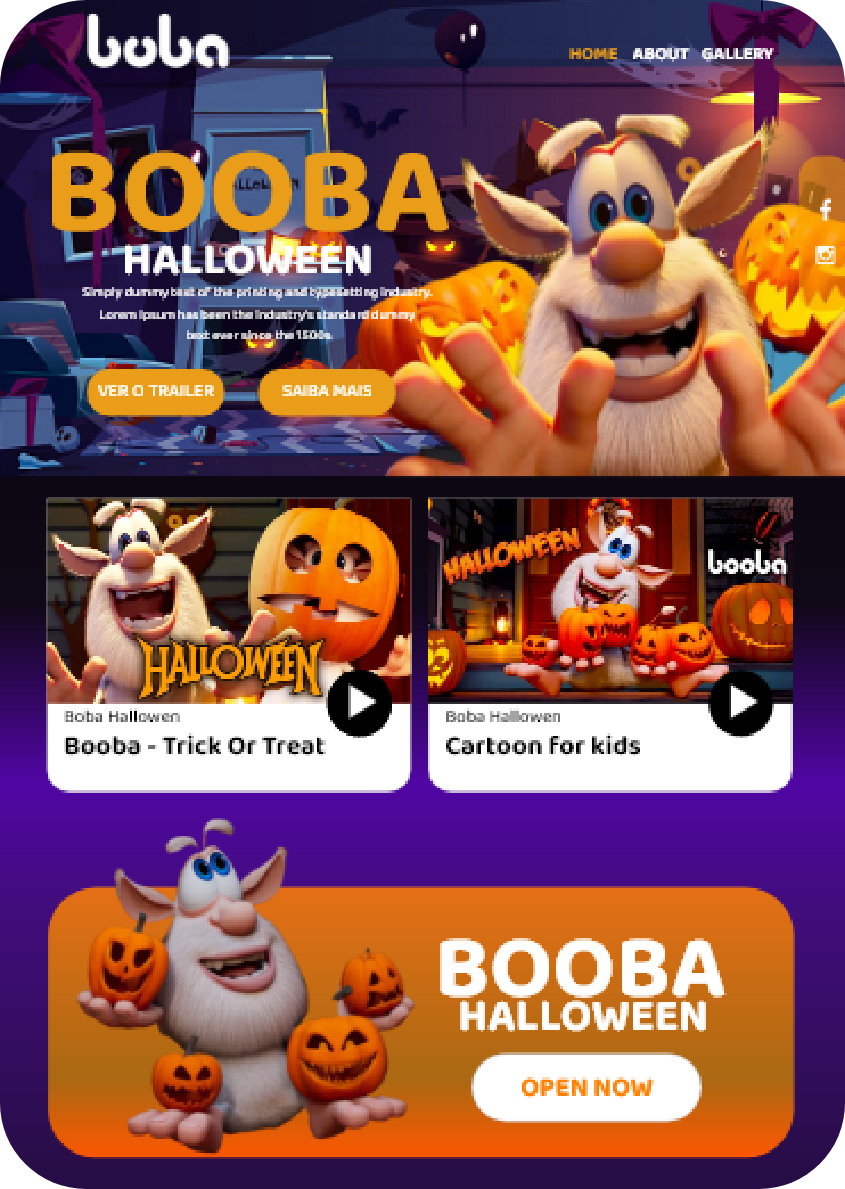 boba
HOME ABOUT GALLERY
BOOBA
HALLOWEEN
Simply dummy text of the printing and typesetting industry.
Lorem Ipsum has been the industry's standard dummy
text ever since the 1500s.
VER O TRAILER SAIBA MAIS
HALLOWEEN
HALLOWEEN
booba
Boba Hallowen
Booba - Trick Or Treat
Boba Hallowen
Cartoon for kids
BOOBA
HALLOWEEN
OPEN NOW